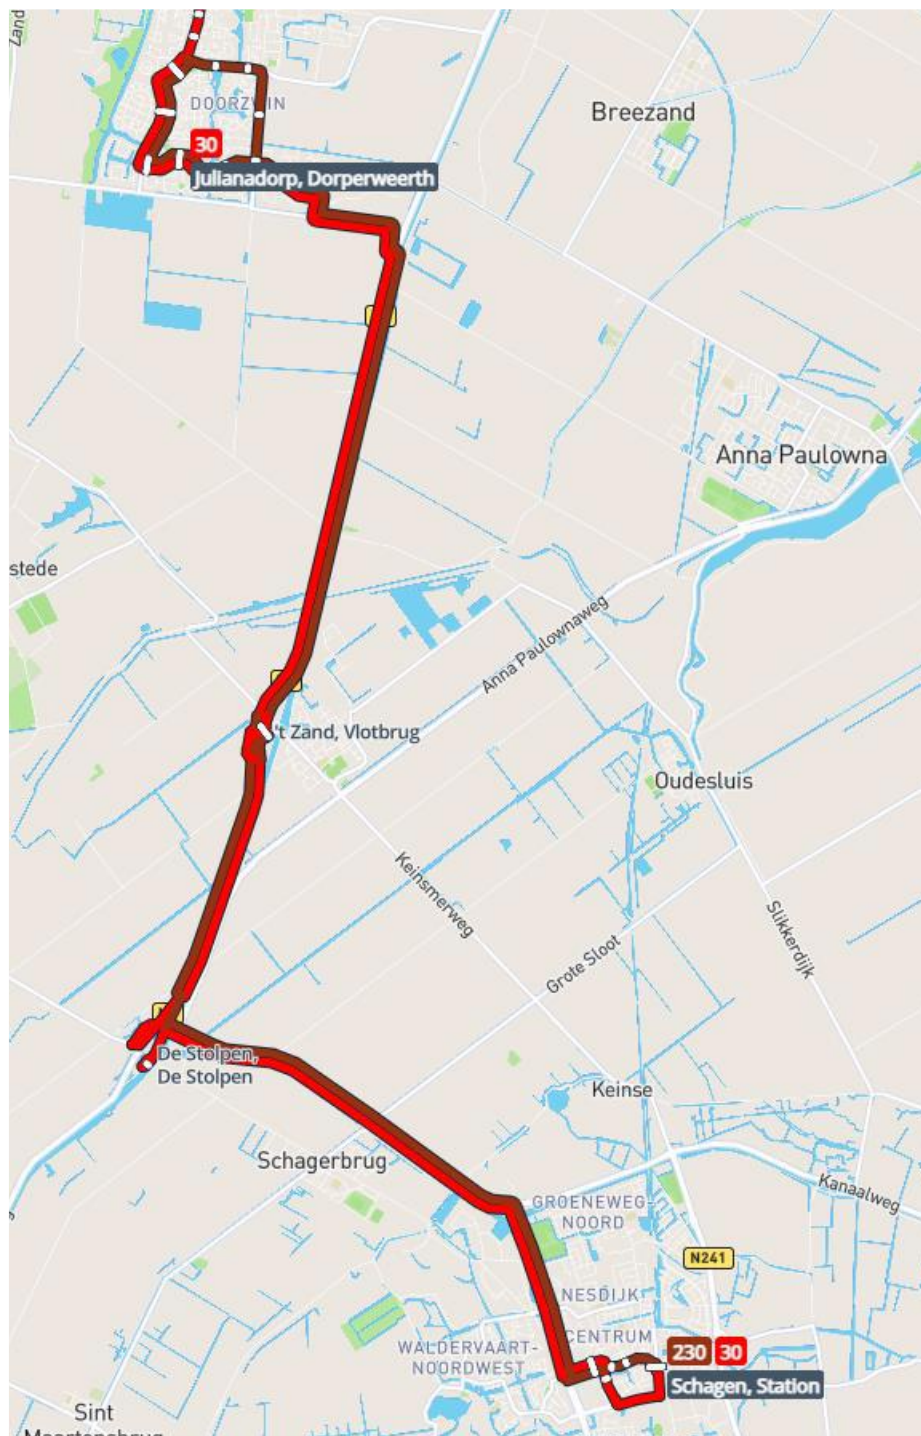 Zand
DOORZWIN
Breezand
30
Julianadorp, Dorperweerth
Anna Paulowna
stede
Anna Paulownaweg
't Zand, Vlotbrug
Oudesluis
Keinsmerweg
Slikkerdijk
Grote Sloot
De Stolpen,
De Stolpen
Keinse
Schagerbrug
Kanaalweg
GROENEWEG-
NOORD
N241
NESDIJK
CENTRUM
WALDERVAART-
NOORDWEST
230 30
Schagen, Station
Sint